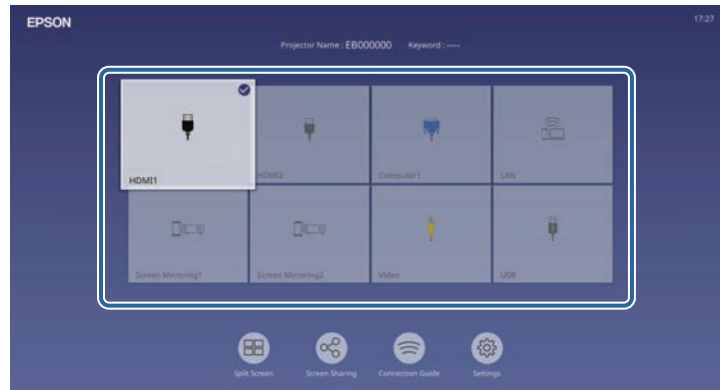 EPSON
17:27
Projector Name : EB000000 Keyword : ----
HDMI1
HDMI2
Computer1
LAN
Screen Mirroring1
Screen Mirroring2
Video
USB
Split Screen
Screen Sharing
Connection Guide
Settings